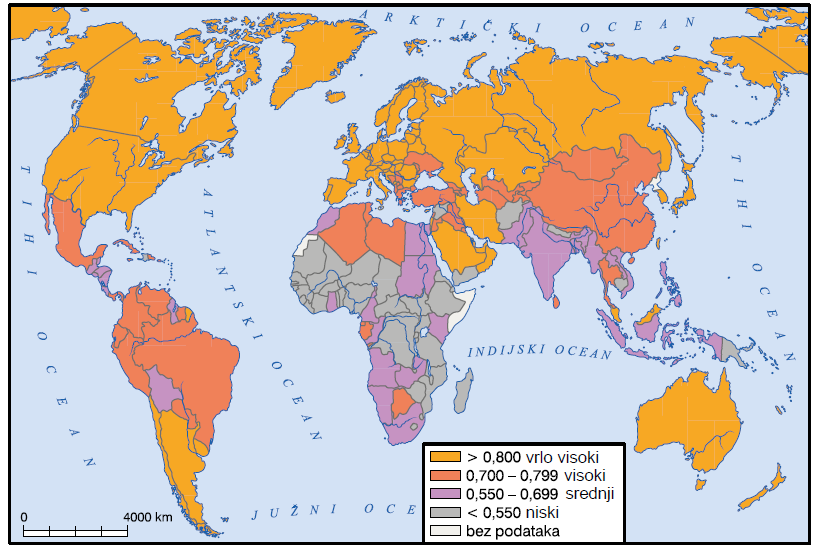 ARKTIČKI OCEAN
TIHI OCEAN
ATLANTSKI OCEAN
TIHI OCEAN
INDIJSKI OCEAN
JUŽNI OCE
0 4000 km
> 0,800 vrlo visoki
0,700 – 0,799 visoki
0,550 – 0,699 srednji
< 0,550 niski
bez podataka